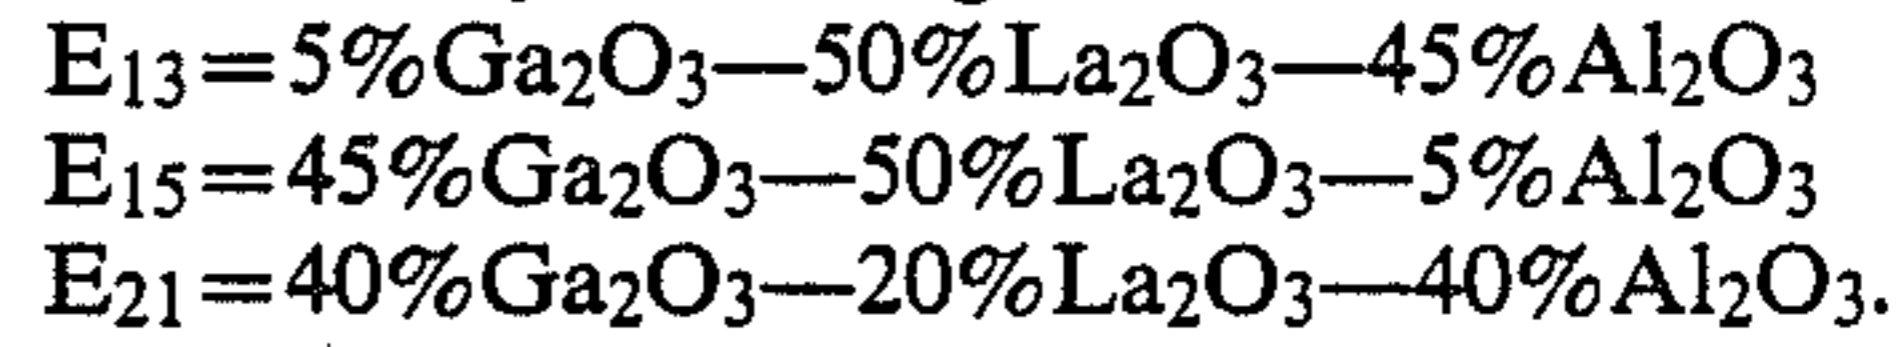 E₁₃=5%Ga₂O₃—50%La₂O₃—45%Al₂O₃
E₁₅=45%Ga₂O₃—50%La₂O₃—5%Al₂O₃
E₂₁=40%Ga₂O₃—20%La₂O₃—40%Al₂O₃.